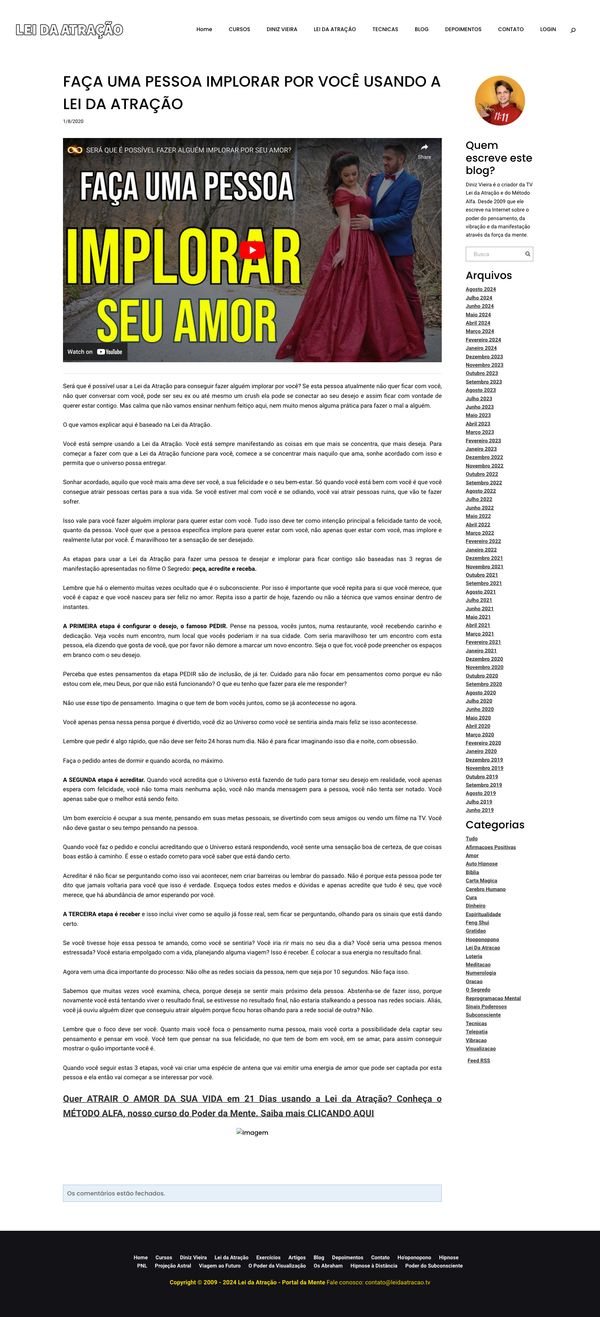 LEI DA ATRAÇÃO
Home CURSOS DINIZ VIEIRA LEI DA ATRAÇÃO TECNICAS BLOG DEPOIMENTOS CONTATO LOGIN
FAÇA UMA PESSOA IMPLORAR POR VOCÊ USANDO A
LEI DA ATRAÇÃO
1/8/2020
SERÁ QUE É POSSÍVEL FAZER ALGUÉM IMPLORAR POR SEU AMOR?
Share
FAÇA UMA PESSOA
IMPLORAR
SEU AMOR
Watch on YouTube
Será que é possível usar a Lei da Atração para conseguir fazer alguém implorar por você? Se esta pessoa atualmente não quer ficar com você,
não quer conversar com você, pode ser seu ex ou até mesmo um crush ela pode se conectar ao seu desejo e assim ficar com vontade de
querer estar contigo. Mas calma que não vamos ensinar nenhum feitiço aqui, nem muito menos alguma prática para fazer o mal a alguém.
O que vamos explicar aqui é baseado na Lei da Atração.
Você está sempre usando a Lei da Atração. Você está sempre manifestando as coisas em que mais se concentra, que mais deseja. Para
começar a fazer com que a Lei da Atração funcione para você, comece a se concentrar mais naquilo que ama, sonhe acordado com isso e
permita que o universo possa entregar.
Sonhar acordado, aquilo que você mais ama deve ser você, a sua felicidade e o seu bem-estar. Só quando você está bem com você é que você
consegue atrair pessoas certas para a sua vida. Se você estiver mal com você e se odiando, você vai atrair pessoas ruins, que vão te fazer
sofrer.
Isso vale para você fazer alguém implorar para querer estar com você. Tudo isso deve ter como intenção principal a felicidade tanto de você,
quanto da pessoa. Você quer que a pessoa específica implore para querer estar com você, não apenas quer estar com você, mas implore e
realmente lutar por você. É maravilhoso ter a sensação de ser desejado.
As etapas para usar a Lei da Atração para fazer uma pessoa te desejar e implorar para ficar contigo são baseadas nas 3 regras de
manifestação apresentadas no filme O Segredo: peça, acredite e receba.
Lembre que há o elemento muitas vezes ocultado que é o subconsciente. Por isso é importante que você repita para si que você merece, que
você é capaz e que você nasceu para ser feliz no amor. Repita isso a partir de hoje, fazendo ou não a técnica que vamos ensinar dentro de
instantes.
A PRIMEIRA etapa é configurar o desejo, o famoso PEDIR. Pense na pessoa, vocês juntos, numa restaurante, você recebendo carinho e
dedicação. Veja vocês num encontro, num local que vocês poderiam ir na sua cidade. Com seria maravilhoso ter um encontro com esta
pessoa, ela dizendo que gosta de você, que por favor não demore a marcar um novo encontro. Seja o que for, você pode preencher os espaços
em branco com o seu desejo.
Perceba que estes pensamentos da etapa PEDIR são de inclusão, de já ter. Cuidado para não focar em pensamentos como porque eu não
estou com ele, meu Deus, por que não está funcionando? O que eu tenho que fazer para ele me responder?
Não use esse tipo de pensamento. Imagina o que tem de bom vocês juntos, como se já acontecesse no agora.
Você apenas pensa nessa pensa porque é divertido, você diz ao Universo como você se sentiria ainda mais feliz se isso acontecesse.
Lembre que pedir é algo rápido, que não deve ser feito 24 horas num dia. Não é para ficar imaginando isso dia e noite, com obsessão.
Faça o pedido antes de dormir e quando acorda, no máximo.
A SEGUNDA etapa é acreditar. Quando você acredita que o Universo está fazendo de tudo para tornar seu desejo em realidade, você apenas
espera com felicidade, você não toma mais nenhuma ação, você não manda mensagem para a pessoa, você não tenta ser notado. Você
apenas sabe que o melhor está sendo feito.
Um bom exercício é ocupar a sua mente, pensando em suas metas pessoais, se divertindo com seus amigos ou vendo um filme na TV. Você
não deve gastar o seu tempo pensando na pessoa.
Quando você faz o pedido e conclui acreditando que o Universo estará respondendo, você sente uma sensação boa de certeza, de que coisas
boas estão à caminho. É esse o estado correto para você saber que está dando certo.
Acreditar é não ficar se perguntando como isso vai acontecer, nem criar barreiras ou lembrar do passado. Não é porque esta pessoa pode ter
dito que jamais voltaria para você que isso é verdade. Esqueça todos estes medos e dúvidas e apenas acredite que tudo é seu, que você
merece, que há abundância de amor esperando por você.
A TERCEIRA etapa é receber e isso inclui viver como se aquilo já fosse real, sem ficar se perguntando, olhando para os sinais que está dando
certo.
Se você tivesse hoje essa pessoa te amando, como você se sentiria? Você iria rir mais no seu dia a dia? Você seria uma pessoa menos
estressada? Você estaria empolgado com a vida, planejando alguma viagem? Isso é receber. É colocar a sua energia no resultado final.
Agora vem uma dica importante do processo: Não olhe as redes sociais da pessoa, nem que seja por 10 segundos. Não faça isso.
Sabemos que muitas vezes você examina, checa, porque deseja se sentir mais próximo dela pessoa. Abstenha-se de fazer isso, porque
novamente você está tentando viver o resultado final, se estivesse no resultado final, não estaria stalkeando a pessoa nas redes sociais. Aliás,
você já ouviu alguém dizer que conseguiu atrair alguém porque ficou horas olhando para a rede social de outra? Não.
Lembre que o foco deve ser você. Quanto mais você foca o pensamento numa pessoa, mais você corta a possibilidade dela captar seu
pensamento e pensar em você. Você tem que pensar na sua felicidade, no que tem de bom em você, em se amar, para assim conseguir
mostrar o quão importante você é.
Quando você seguir estas 3 etapas, você vai criar uma espécie de antena que vai emitir uma energia de amor que pode ser captada por esta
pessoa e ela então vai começar a se interessar por você.
Quer ATRAIR O AMOR DA SUA VIDA em 21 Dias usando a Lei da Atração? Conheça o
MÉTODO ALFA, nosso curso do Poder da Mente. Saiba mais CLICANDO AQUI
Imagem
Os comentários estão fechados.
11:11
Quem
escreve este
blog?
Diniz Vieira é o criador da TV
Lei da Atração e do Método
Alfa. Desde 2009 que ele
escreve na Internet sobre o
poder do pensamento, da
vibração e da manifestação
através da força da mente.
Busca
Arquivos
Agosto 2024
Julho 2024
Junho 2024
Maio 2024
Abril 2024
Março 2024
Fevereiro 2024
Janeiro 2024
Dezembro 2023
Novembro 2023
Outubro 2023
Setembro 2023
Agosto 2023
Julho 2023
Junho 2023
Maio 2023
Abril 2023
Março 2023
Fevereiro 2023
Janeiro 2023
Dezembro 2022
Novembro 2022
Outubro 2022
Setembro 2022
Agosto 2022
Julho 2022
Junho 2022
Maio 2022
Abril 2022
Março 2022
Fevereiro 2022
Janeiro 2022
Dezembro 2021
Novembro 2021
Outubro 2021
Setembro 2021
Agosto 2021
Julho 2021
Junho 2021
Maio 2021
Abril 2021
Março 2021
Fevereiro 2021
Janeiro 2021
Dezembro 2020
Novembro 2020
Outubro 2020
Setembro 2020
Agosto 2020
Julho 2020
Junho 2020
Maio 2020
Abril 2020
Março 2020
Fevereiro 2020
Janeiro 2020
Dezembro 2019
Novembro 2019
Outubro 2019
Setembro 2019
Agosto 2019
Julho 2019
Junho 2019
Categorias
Tudo
Afirmacoes Positivas
Amor
Auto Hipnose
Bíblia
Carta Magica
Cerebro Humano
Cura
Dinheiro
Espiritualidade
Feng Shui
Gratidao
Hooponopono
Lei Da Atracao
Loteria
Meditacao
Numerologia
Oracao
O Segredo
Reprogramacao Mental
Sinais Poderosos
Subconsciente
Tecnicas
Telepatia
Vibracao
Visualizacao
Feed RSS
Home Cursos Diniz Vieira Lei da Atração Exercícios Artigos Blog Depoimentos Contato Ho'oponopono Hipnose
PNL Projeção Astral Viagem ao Futuro O Poder da Visualização Os Abraham Hipnose à Distância Poder do Subconsciente
Copyright © 2009 - 2024 Lei da Atração - Portal da Mente Fale conosco: contato@leidaatracao.tv